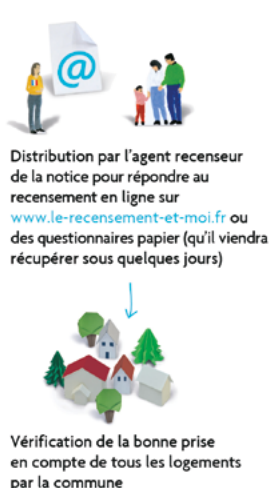 @
Distribution par l'agent recenseur
de la notice pour répondre au
recensement en ligne sur
www.le-recensement-et-moi.fr ou
des questionnaires papier (qu'il viendra
récupérer sous quelques jours)
Vérification de la bonne prise
en compte de tous les logements
par la commune